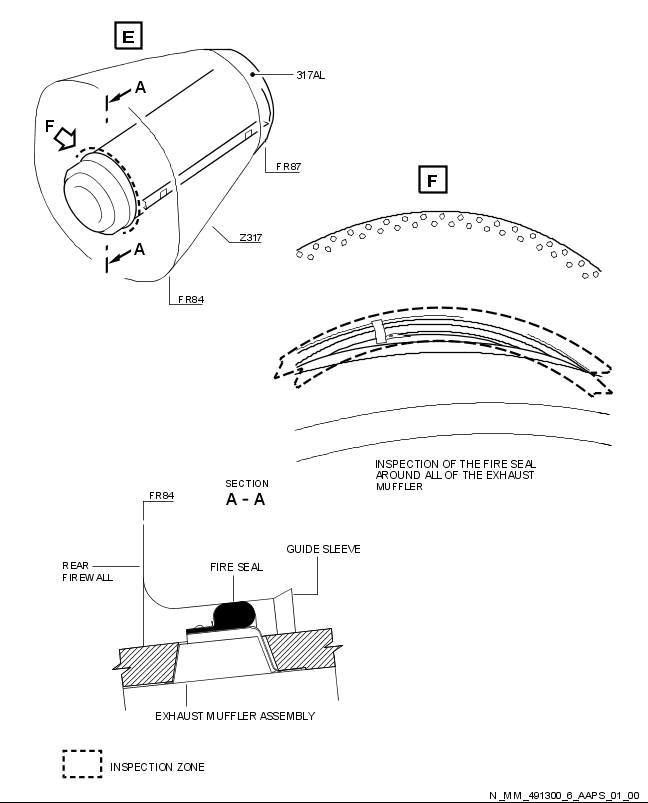 E
A
317AL
F
FR87
F
A
Z317
FR84
INSPECTION OF THE FIRE SEAL
AROUND ALL OF THE EXHAUST
MUFFLER
SECTION
A - A
FR84
GUIDE SLEEVE
REAR
FIREWALL
FIRE SEAL
EXHAUST MUFFLER ASSEMBLY
INSPECTION ZONE
N_MM_491300_6_AAPS_01_00